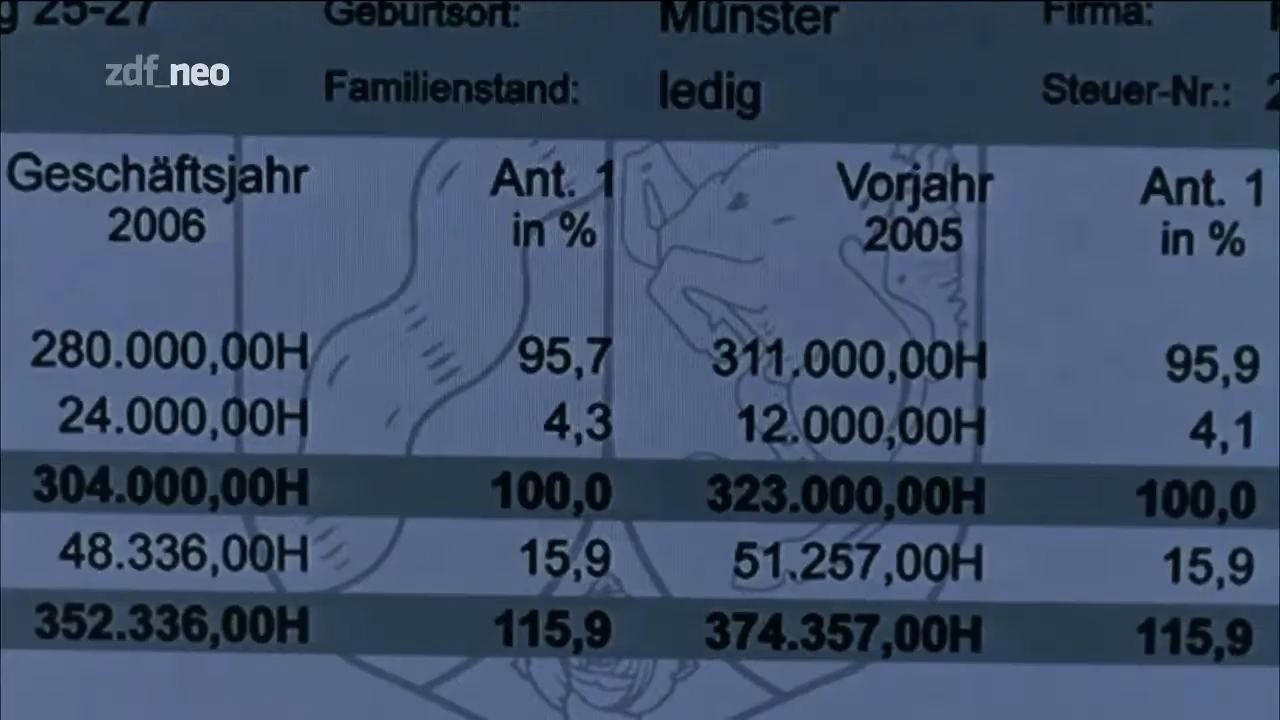 g 25-27 Geburtsort: Münster Firma:
zdf_neo
Familienstand: ledig Steuer-Nr.: 2
Geschäftsjahr Ant. 1 Vorjahr Ant. 1
2006 in % 2005 in %
280.000,00H 95,7 311.000,00H 95,9
24.000,00H 4,3 12.000,00H 4,1
304.000,00H 100,0 323.000,00H 100,0
48.336,00H 15,9 51.257,00H 15,9
352.336,00H 115,9 374.357,00H 115,9